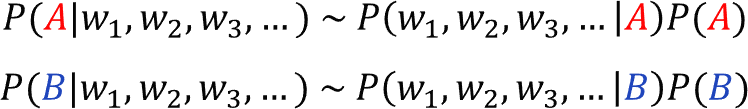 P(A|w₁, w₂, w₃, … ) ~ P(w₁, w₂, w₃, … |A)P(A)
P(B|w₁, w₂, w₃, … ) ~ P(w₁, w₂, w₃, … |B)P(B)